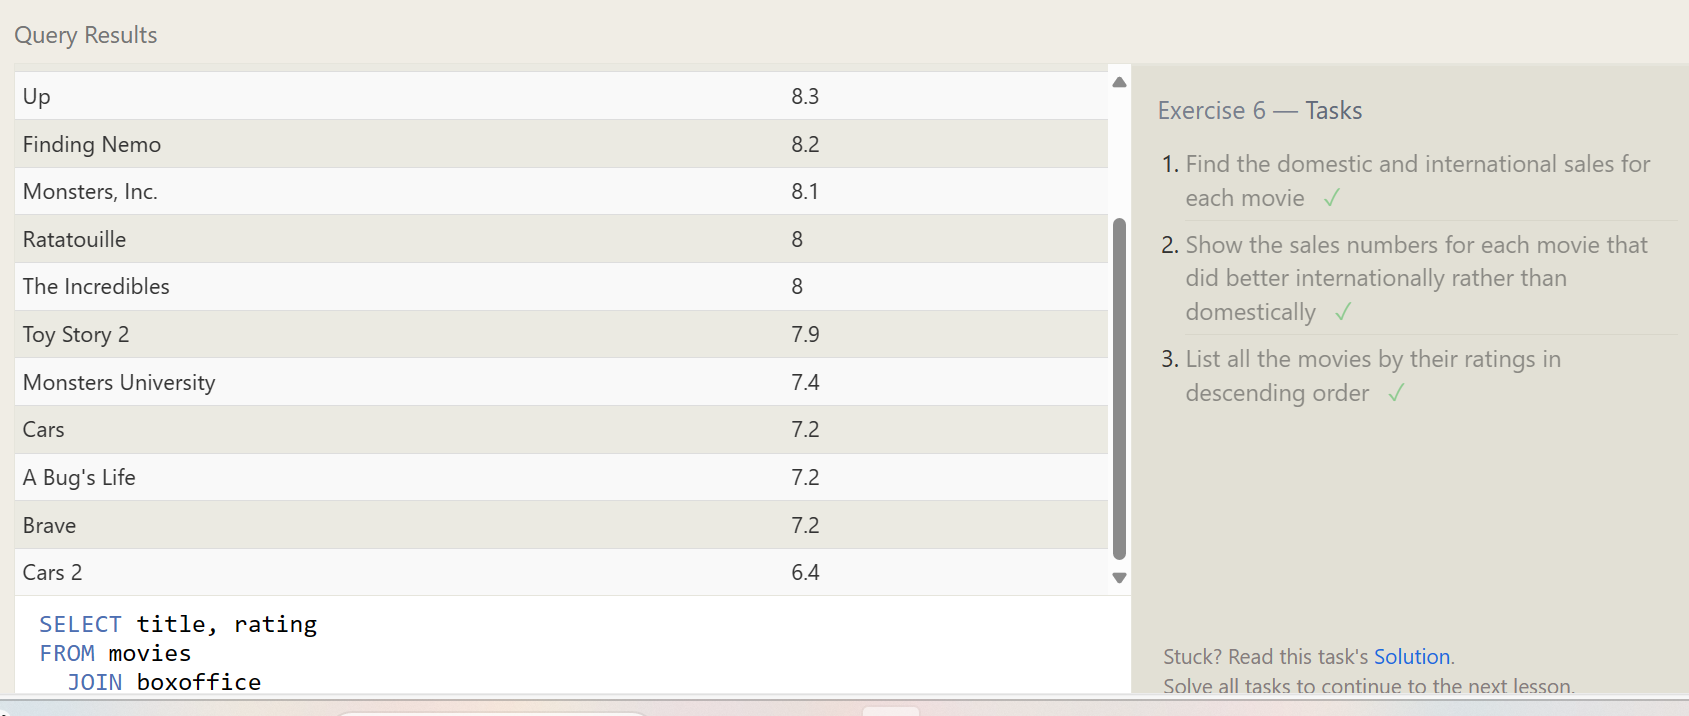 Query Results
Up 8.3
Finding Nemo 8.2
Monsters, Inc. 8.1
Ratatouille 8
The Incredibles 8
Toy Story 2 7.9
Monsters University 7.4
Cars 7.2
A Bug's Life 7.2
Brave 7.2
Cars 2 6.4
SELECT title, rating
FROM movies
JOIN boxoffice
Exercise 6 — Tasks
1. Find the domestic and international sales for
each movie ✓
2. Show the sales numbers for each movie that
did better internationally rather than
domestically ✓
3. List all the movies by their ratings in
descending order ✓
Stuck? Read this task's Solution.
Solve all tasks to continue to the next lesson.